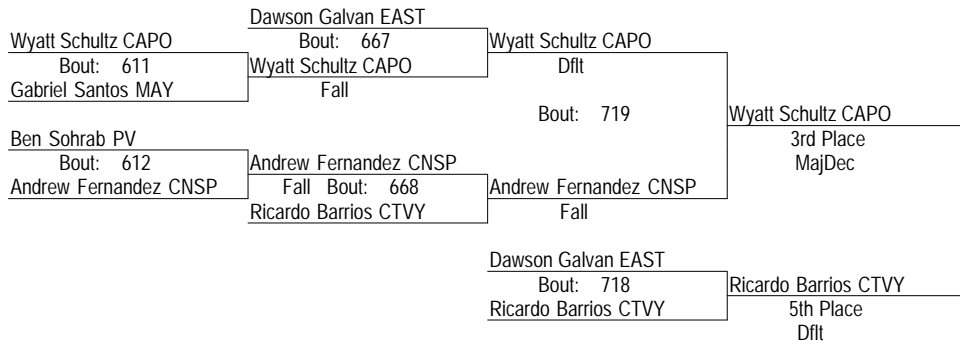 Dawson Galvan EAST
Wyatt Schultz CAPO
Bout: 667
Wyatt Schultz CAPO
Bout: 611
Wyatt Schultz CAPO
Dflt
Gabriel Santos MAY
Fall
Bout: 719
Wyatt Schultz CAPO
Ben Sohrab PV
3rd Place
Bout: 612
Andrew Fernandez CNSP
MajDec
Andrew Fernandez CNSP
Fall Bout: 668
Andrew Fernandez CNSP
Ricardo Barrios CTVY
Fall
Dawson Galvan EAST
Bout: 718
Ricardo Barrios CTVY
Ricardo Barrios CTVY
5th Place
Dflt